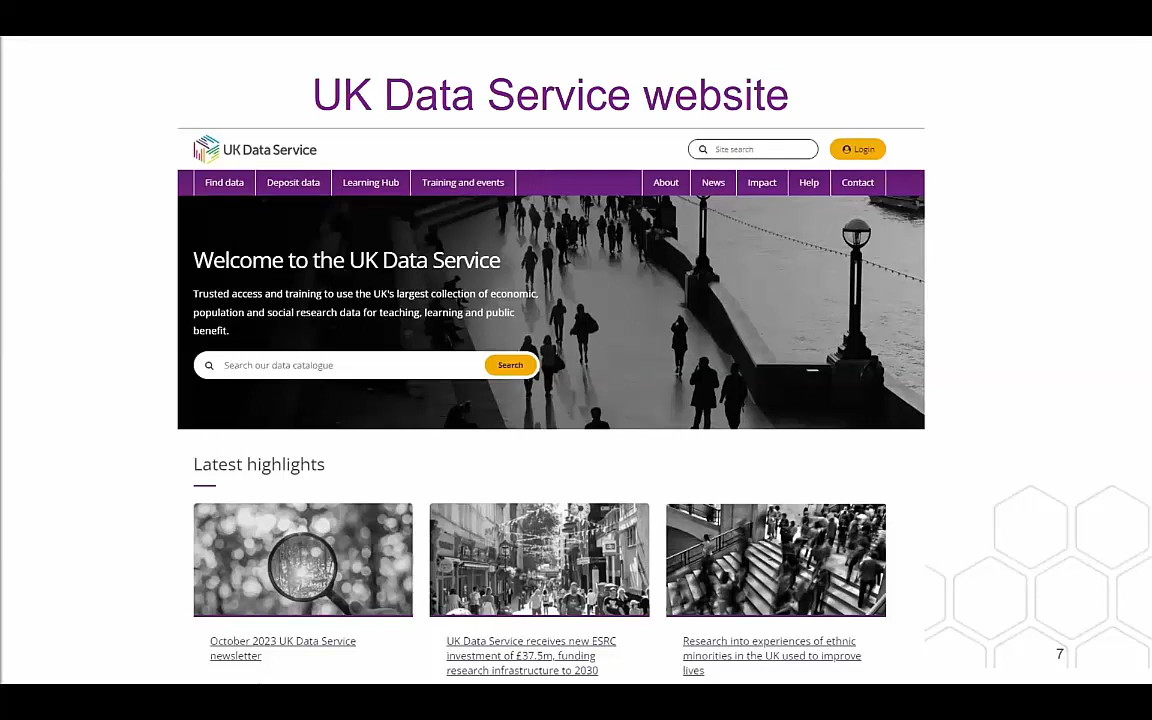 UK Data Service website
UK Data Service
Site search
Login
Find data
Deposit data
Learning Hub
Training and events
About
News
Impact
Help
Contact
Welcome to the UK Data Service
Trusted access and training to use the UK's largest collection of economic,
population and social research data for teaching, learning and public
benefit.
Search our data catalogue
Search
Latest highlights
October 2023 UK Data Service
newsletter
UK Data Service receives new ESRC
investment of £37.5m, funding
research infrastructure to 2030
Research into experiences of ethnic
minorities in the UK used to improve
lives
7